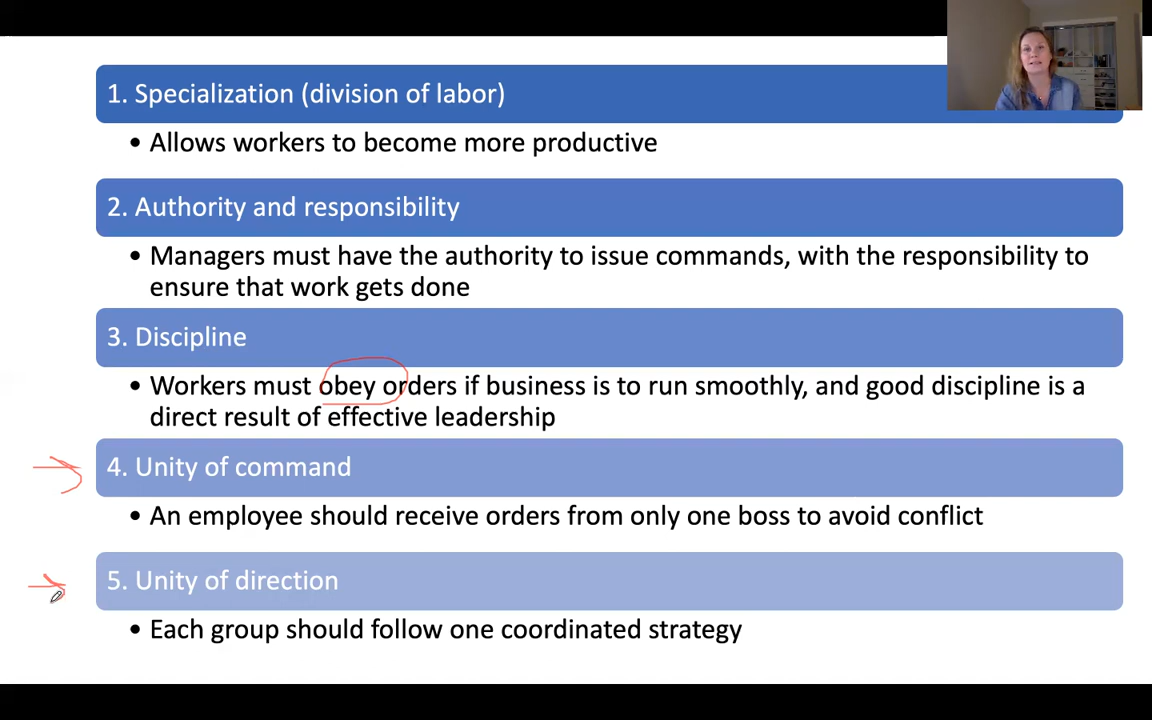 1. Specialization (division of labor)
• Allows workers to become more productive
2. Authority and responsibility
• Managers must have the authority to issue commands, with the responsibility to
ensure that work gets done
3. Discipline
• Workers must obey orders if business is to run smoothly, and good discipline is a
direct result of effective leadership
4. Unity of command
• An employee should receive orders from only one boss to avoid conflict
5. Unity of direction
• Each group should follow one coordinated strategy